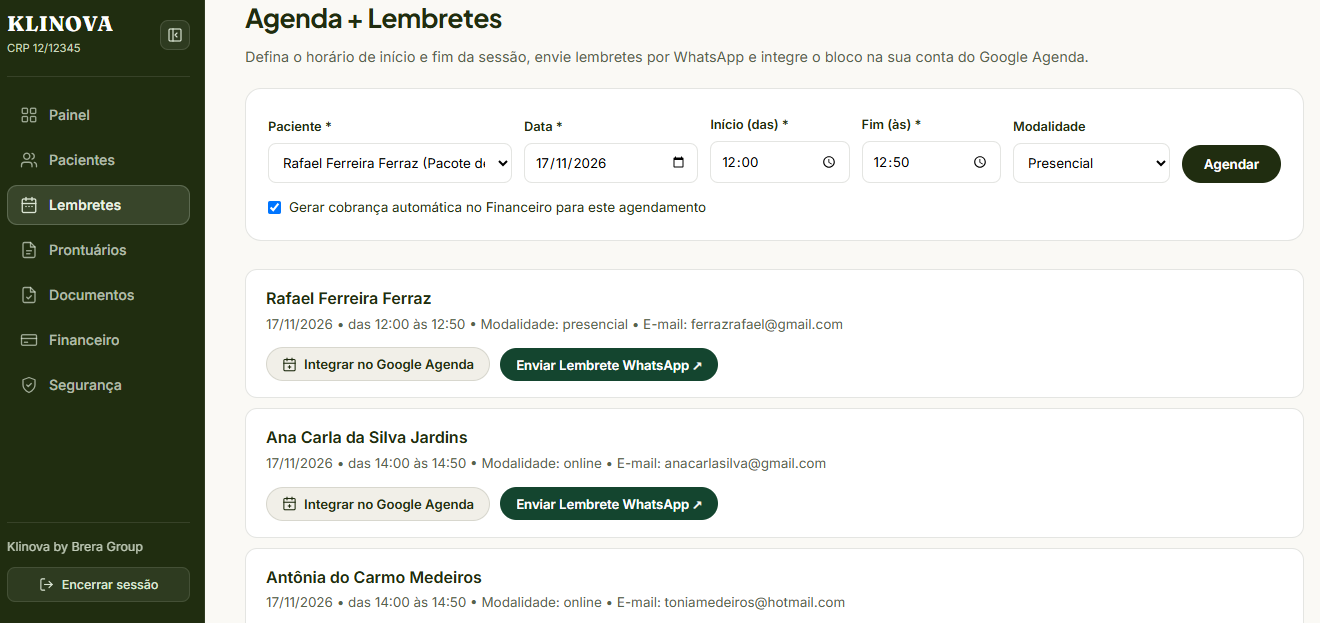 KLINOVA
CRP 12/12345
Painel
Pacientes
Lembretes
Prontuários
Documentos
Financeiro
Segurança
Klinova by Brera Group
Encerrar sessão
Agenda + Lembretes
Defina o horário de início e fim da sessão, envie lembretes por WhatsApp e integre o bloco na sua conta do Google Agenda.
Paciente * Data * Início (das) * Fim (às) * Modalidade
Rafael Ferreira Ferraz (Pacote de 17/11/2026 12:00 12:50 Presencial Agendar
Gerar cobrança automática no Financeiro para este agendamento
Rafael Ferreira Ferraz
17/11/2026 • das 12:00 às 12:50 • Modalidade: presencial • E-mail: ferrazrafael@gmail.com
Integrar no Google Agenda Enviar Lembrete WhatsApp ↗
Ana Carla da Silva Jardins
17/11/2026 • das 14:00 às 14:50 • Modalidade: online • E-mail: anacarlasilva@gmail.com
Integrar no Google Agenda Enviar Lembrete WhatsApp ↗
Antônia do Carmo Medeiros
17/11/2026 • das 14:00 às 14:50 • Modalidade: online • E-mail: toniamedeiros@hotmail.com